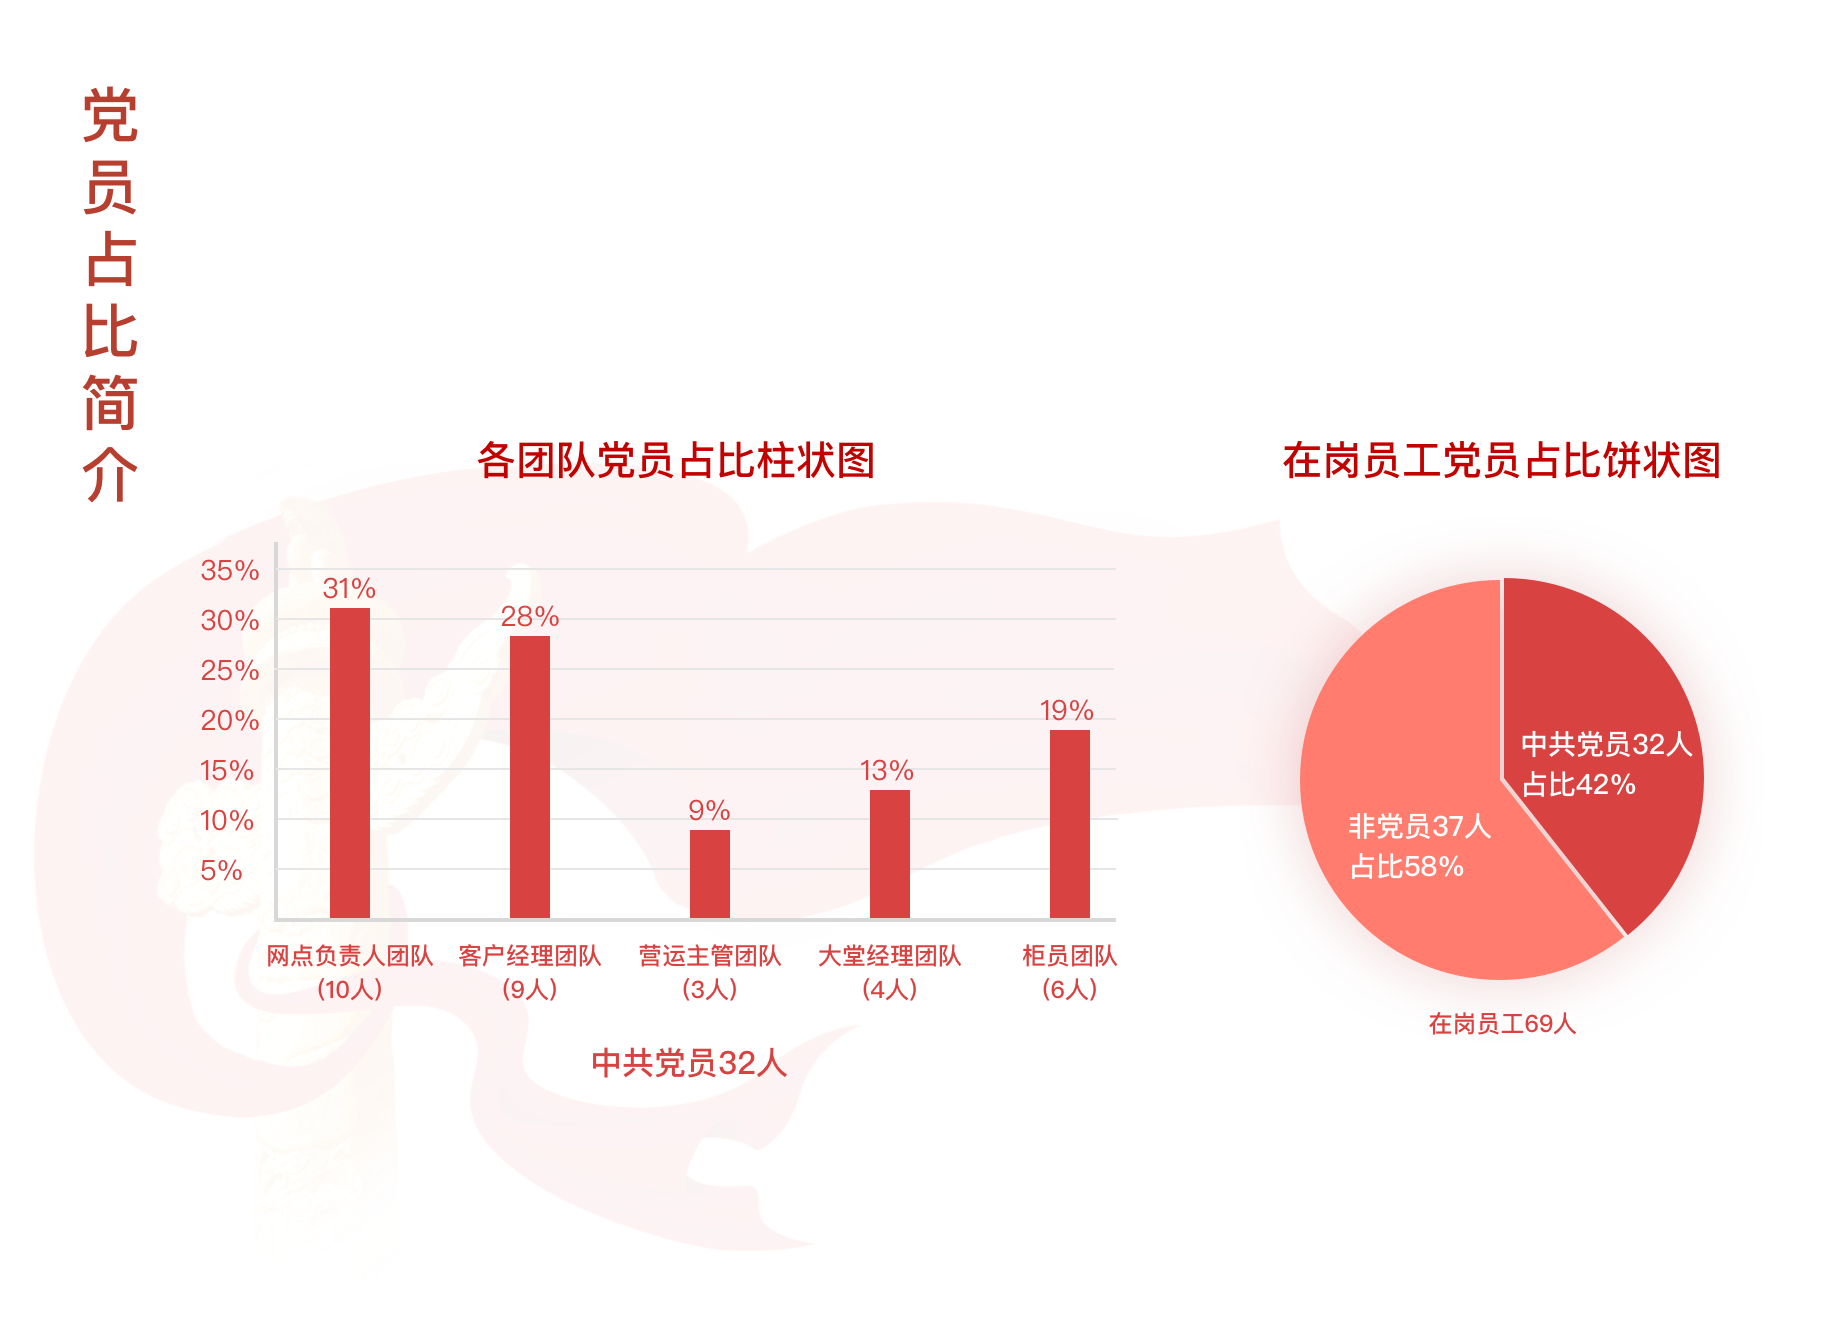 党员占比简介
各团队党员占比柱状图
35%
30%
25%
20%
15%
10%
5%
31%
28%
9%
13%
19%
网点负责人团队
(10人)
客户经理团队
(9人)
营运主管团队
(3人)
大堂经理团队
(4人)
柜员团队
(6人)
中共党员32人
在岗员工党员占比饼状图
中共党员32人
占比42%
非党员37人
占比58%
在岗员工69人